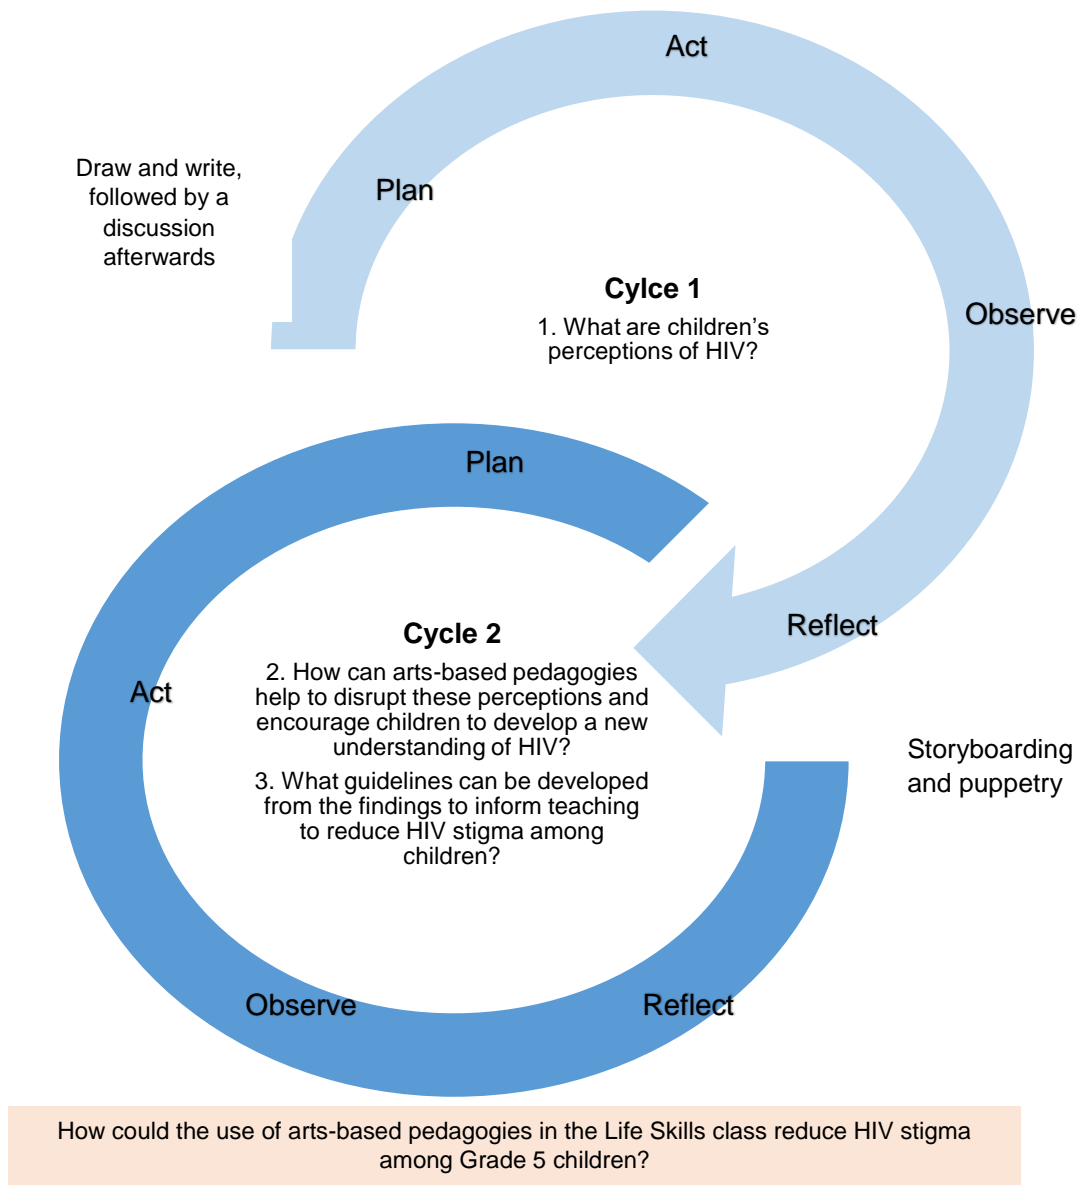 Act
Draw and write,
followed by a
discussion
afterwards
Plan
Cylce 1
1. What are children’s
perceptions of HIV?
Observe
Plan
Reflect
Cycle 2
2. How can arts-based pedagogies
help to disrupt these perceptions and
encourage children to develop a new
understanding of HIV?
3. What guidelines can be developed
from the findings to inform teaching
to reduce HIV stigma among
children?
Act
Storyboarding
and puppetry
Observe
Reflect
How could the use of arts-based pedagogies in the Life Skills class reduce HIV stigma
among Grade 5 children?